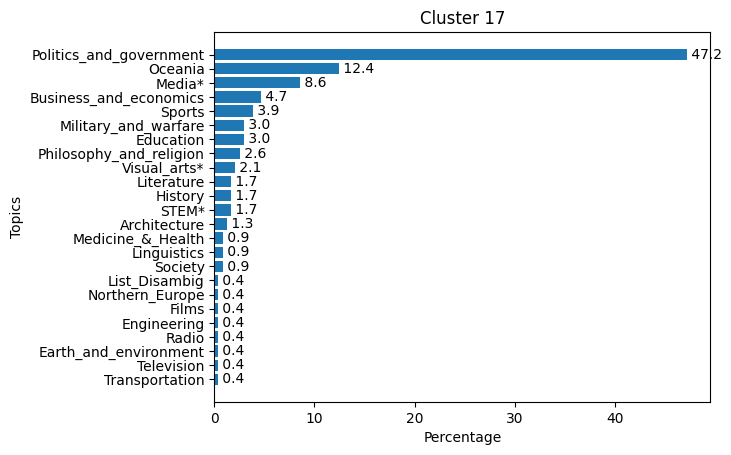 Cluster 17
Topics
Politics_and_government 47.2
Oceania 12.4
Media* 8.6
Business_and_economics 4.7
Sports 3.9
Military_and_warfare 3.0
Education 3.0
Philosophy_and_religion 2.6
Visual_arts* 2.1
Literature 1.7
History 1.7
STEM* 1.7
Architecture 1.3
Medicine_&_Health 0.9
Linguistics 0.9
Society 0.9
List_Disambig 0.4
Northern_Europe 0.4
Films 0.4
Engineering 0.4
Radio 0.4
Earth_and_environment 0.4
Television 0.4
Transportation 0.4
0 10 20 30 40
Percentage